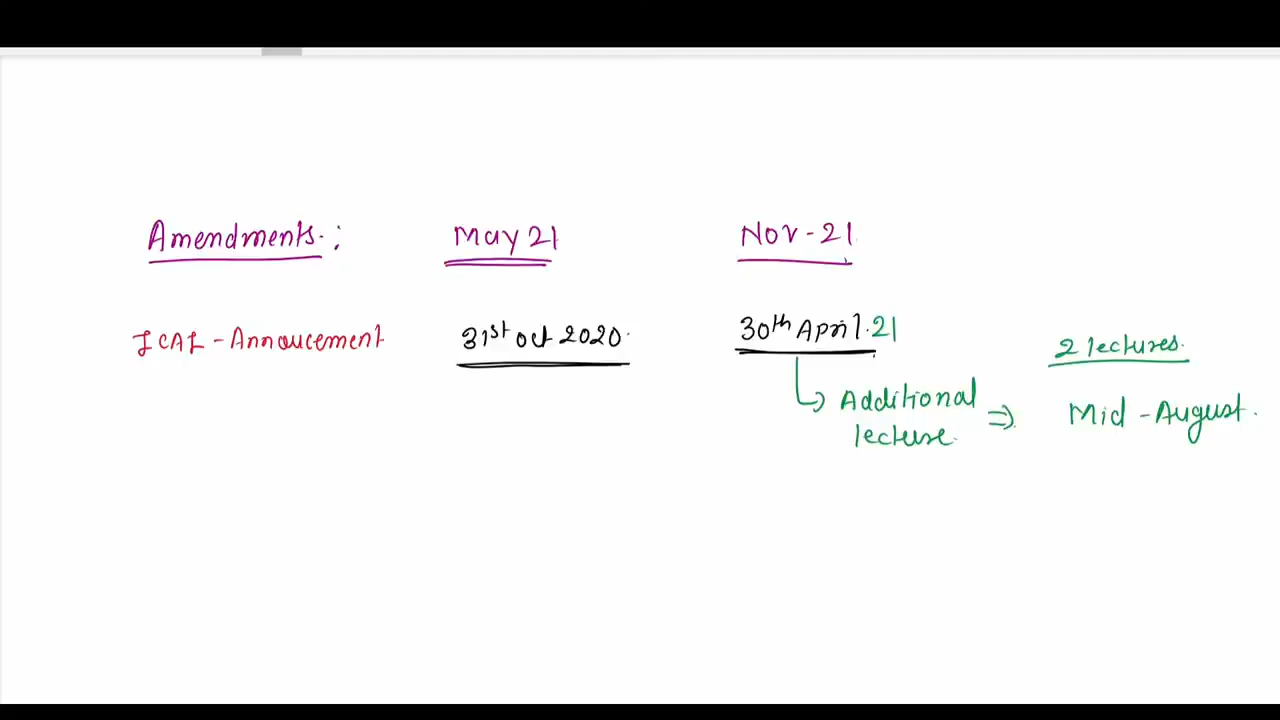 Amendments. : May 21 Nov - 21
ICAI - Annoucement 31st Oct 2020. 30th April. 21
2 lectures.
Additional ⇒ Mid - August.
lecture.